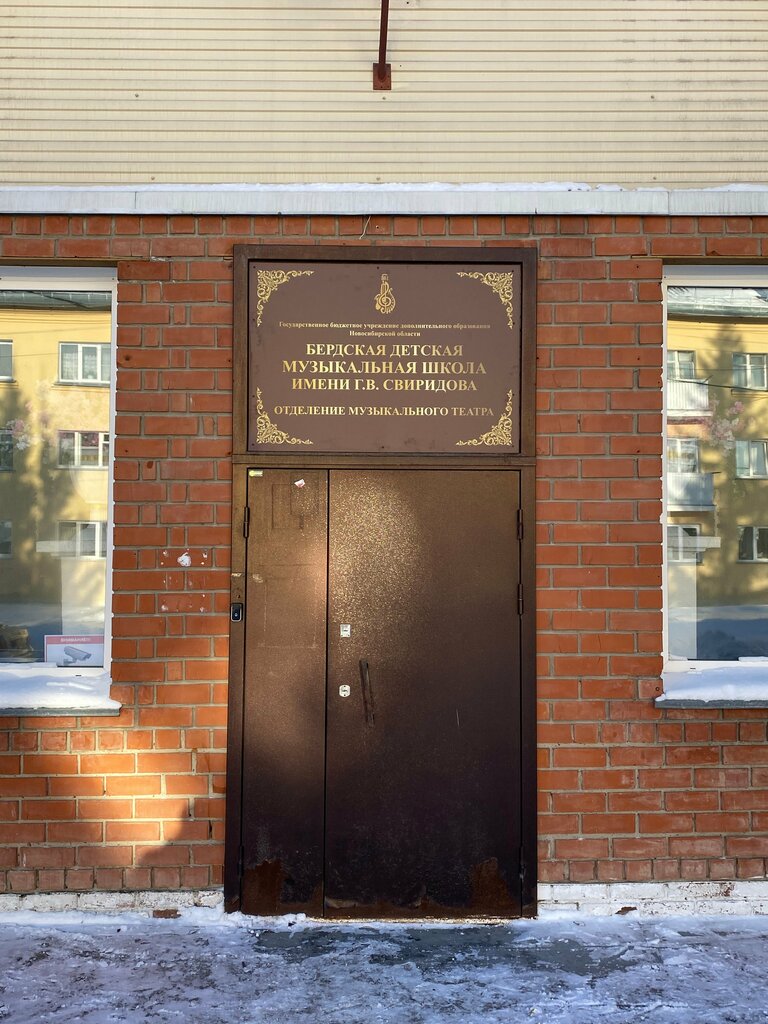 Государственное бюджетное учреждение дополнительного образования
Новосибирской области
БЕРДСКАЯ ДЕТСКАЯ
МУЗЫКАЛЬНАЯ ШКОЛА
ИМЕНИ Г.В. СВИРИДОВА
ОТДЕЛЕНИЕ МУЗЫКАЛЬНОГО ТЕАТРА
ВНИМАНИЕ!